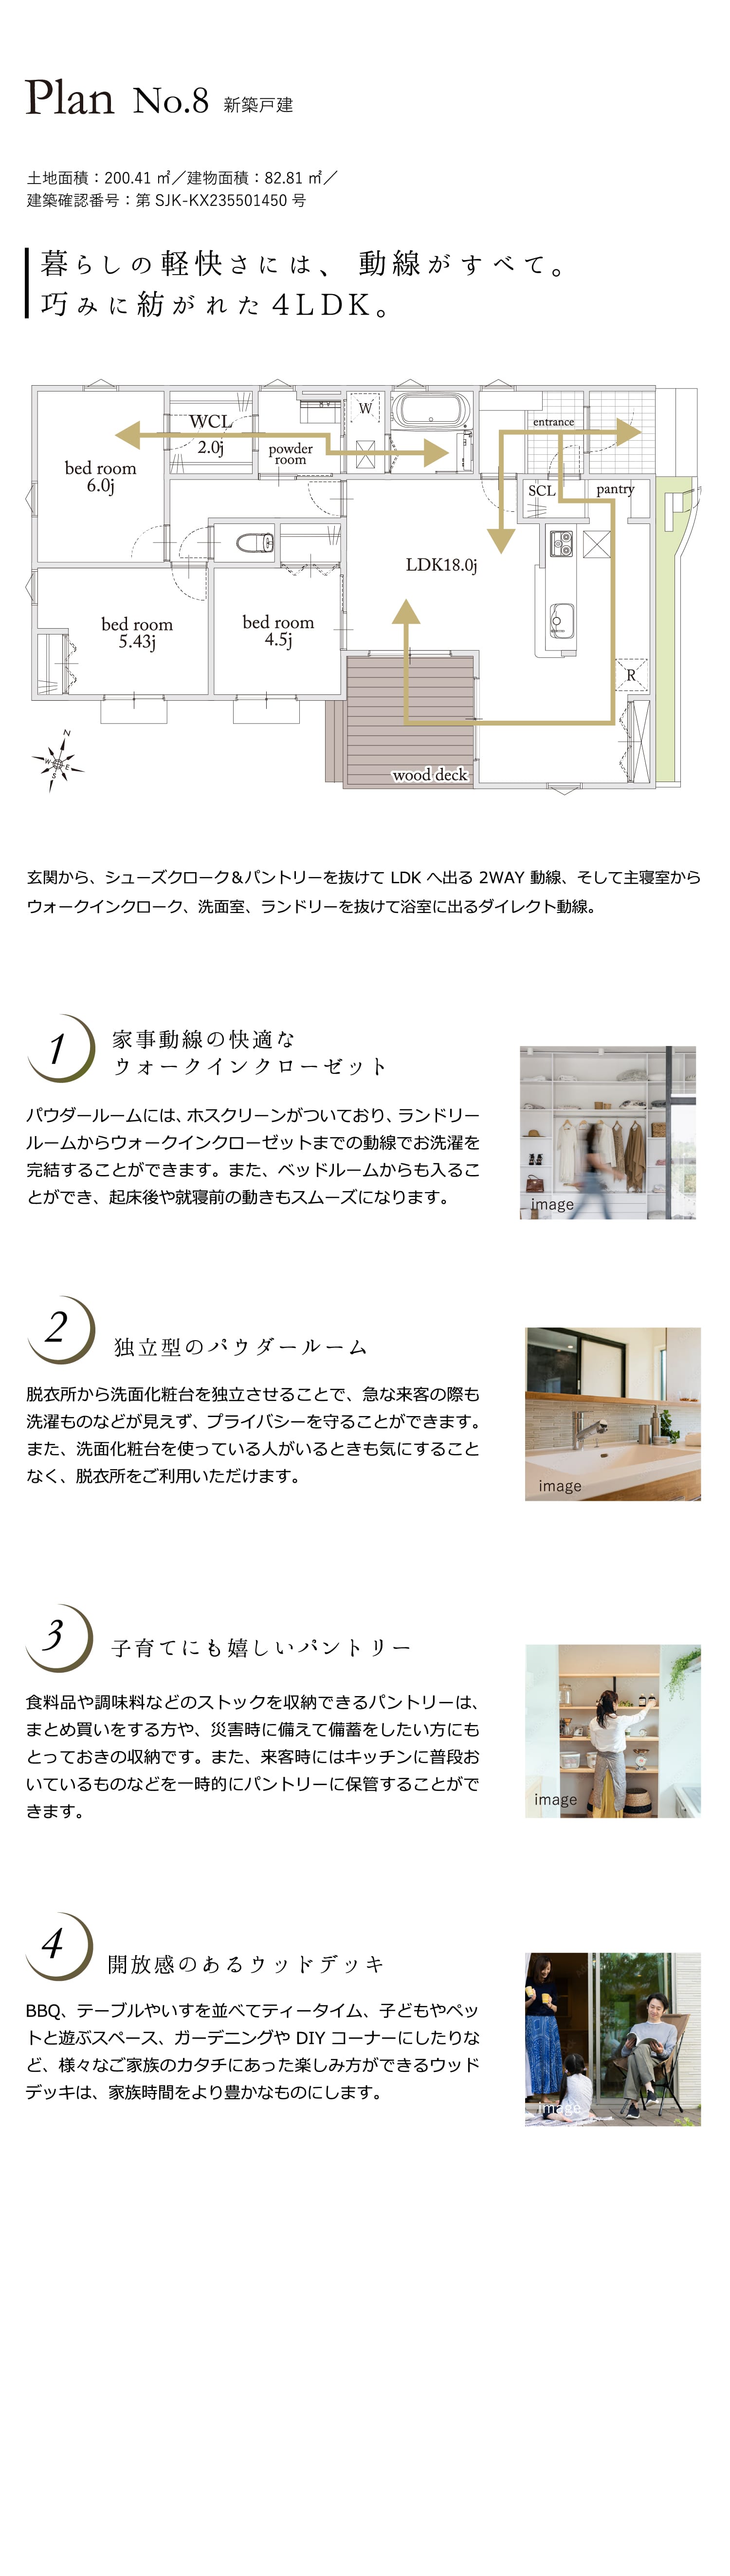 Plan No.8 新築戸建
土地面積：200.41 ㎡／建物面積：82.81 ㎡／
建築確認番号：第 SJK-KX235501450 号
暮らしの軽快さには、動線がすべて。
巧みに紡がれた４LDK。
bed room
6.0j
WCL
2.0j
powder
room
W
entrance
SCL
pantry
LDK18.0j
bed room
5.43j
bed room
4.5j
R
wood deck
N
W
E
S
玄関から、シューズクローク＆パントリーを抜けて LDK へ出る 2WAY 動線、そして主寝室から
ウォークインクローク、洗面室、ランドリーを抜けて浴室に出るダイレクト動線。
1
家事動線の快適な
ウォークインクローゼット
パウダールームには、ホスクリーンがついており、ランドリー
ルームからウォークインクローゼットまでの動線でお洗濯を
完結することができます。また、ベッドルームからも入るこ
とができ、起床後や就寝前の動きもスムーズになります。
image
2
独立型のパウダールーム
脱衣所から洗面化粧台を独立させることで、急な来客の際も
洗濯ものなどが見えず、プライバシーを守ることができます。
また、洗面化粧台を使っている人がいるときも気にすること
なく、脱衣所をご利用いただけます。
image
3
子育てにも嬉しいパントリー
食料品や調味料などのストックを収納できるパントリーは、
まとめ買いをする方や、災害時に備えて備蓄をしたい方にも
とっておきの収納です。また、来客時にはキッチンに普段お
いているものなどを一時的にパントリーに保管することがで
きます。
image
4
開放感のあるウッドデッキ
BBQ、テーブルやいすを並べてティータイム、子どもやペッ
トと遊ぶスペース、ガーデニングや DIY コーナーにしたりな
ど、様々なご家族のカタチにあった楽しみ方ができるウッド
デッキは、家族時間をより豊かなものにします。
image